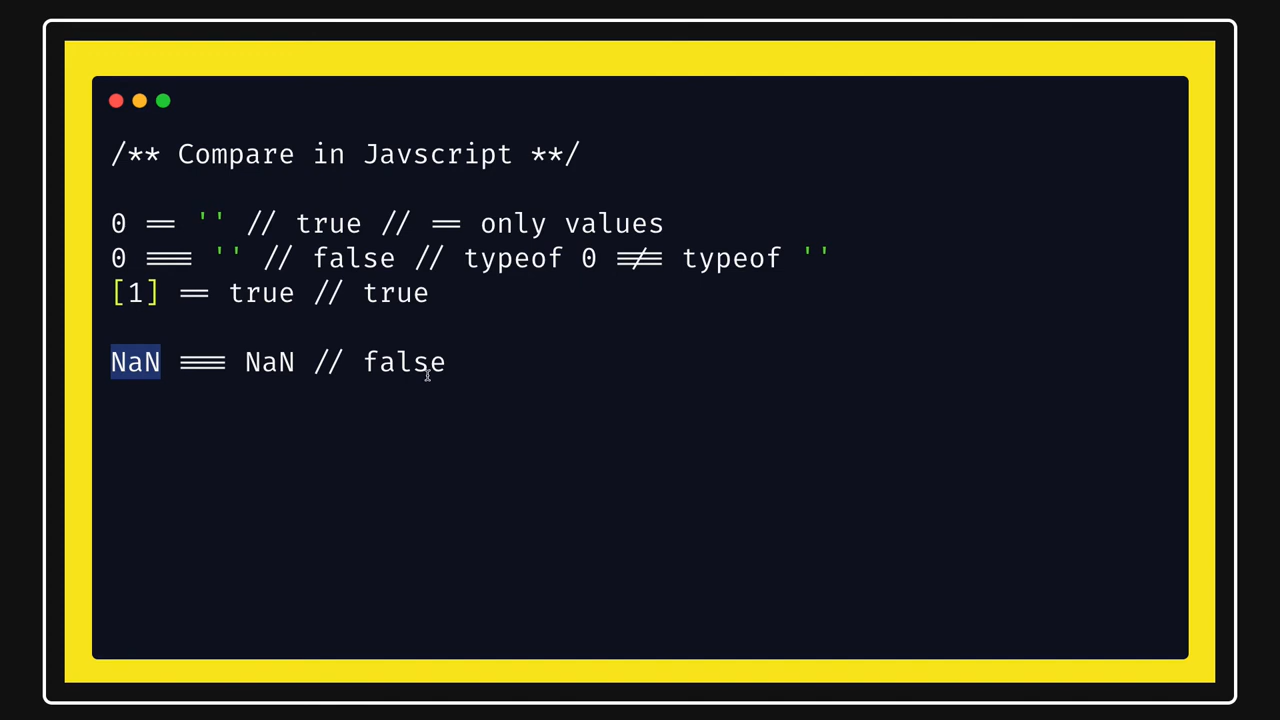 /** Compare in Javscript **/
0 == '' // true // == only values
0 === '' // false // typeof 0 !== typeof ''
[1] == true // true
NaN === NaN // false